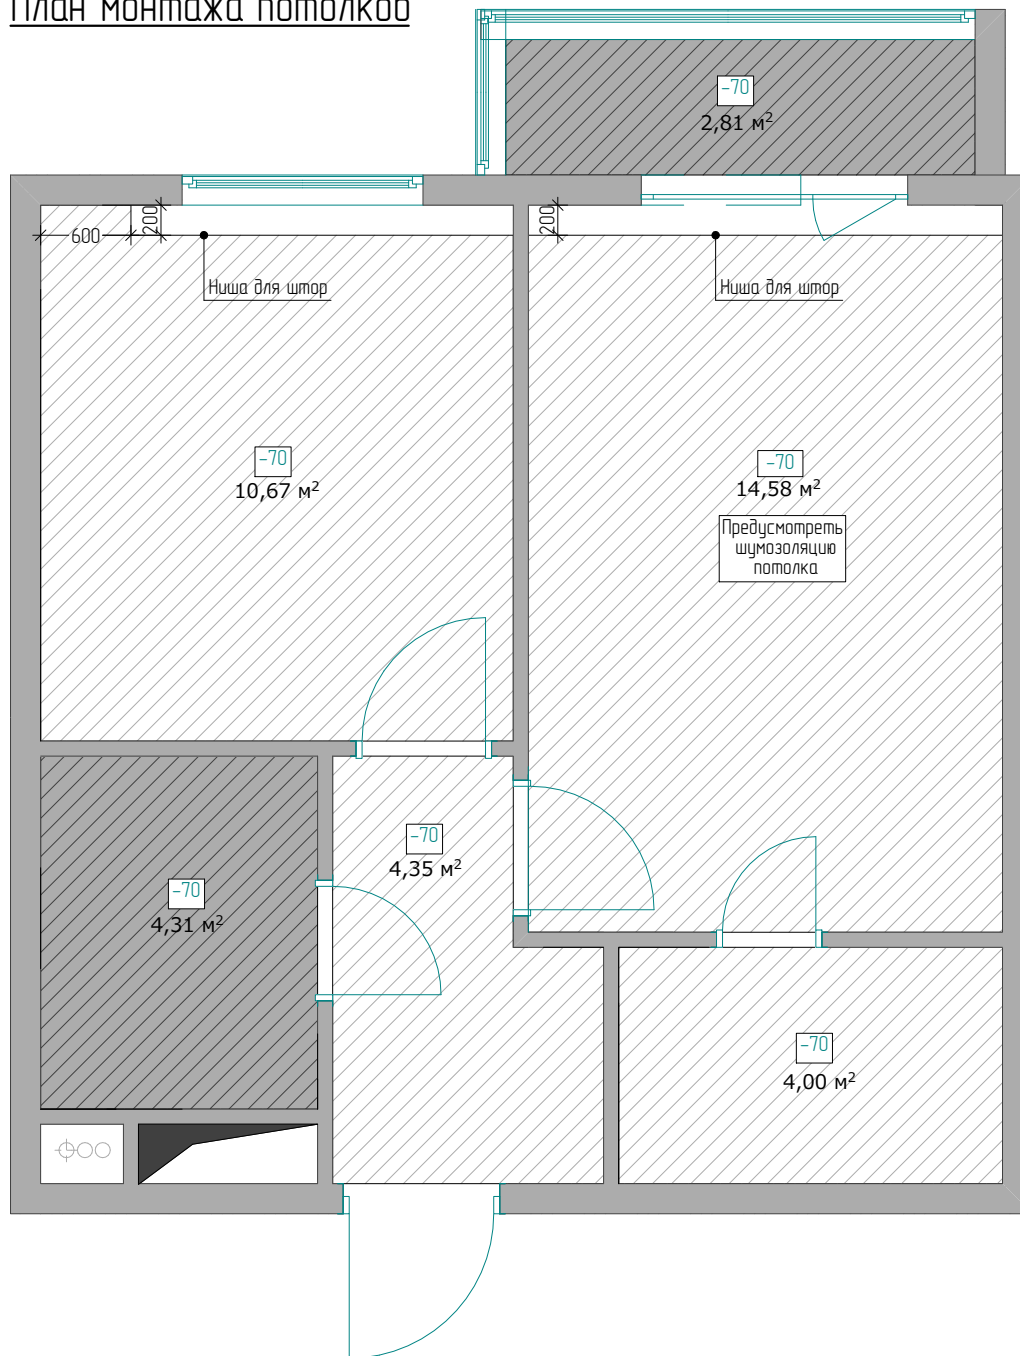 План монтажа потолков
-70
2,81 м²
600
200
200
Ниша для штор
Ниша для штор
-70
10,67 м²
-70
14,58 м²
Предусмотреть
шумозоляцию
потолка
-70
4,35 м²
-70
4,31 м²
-70
4,00 м²